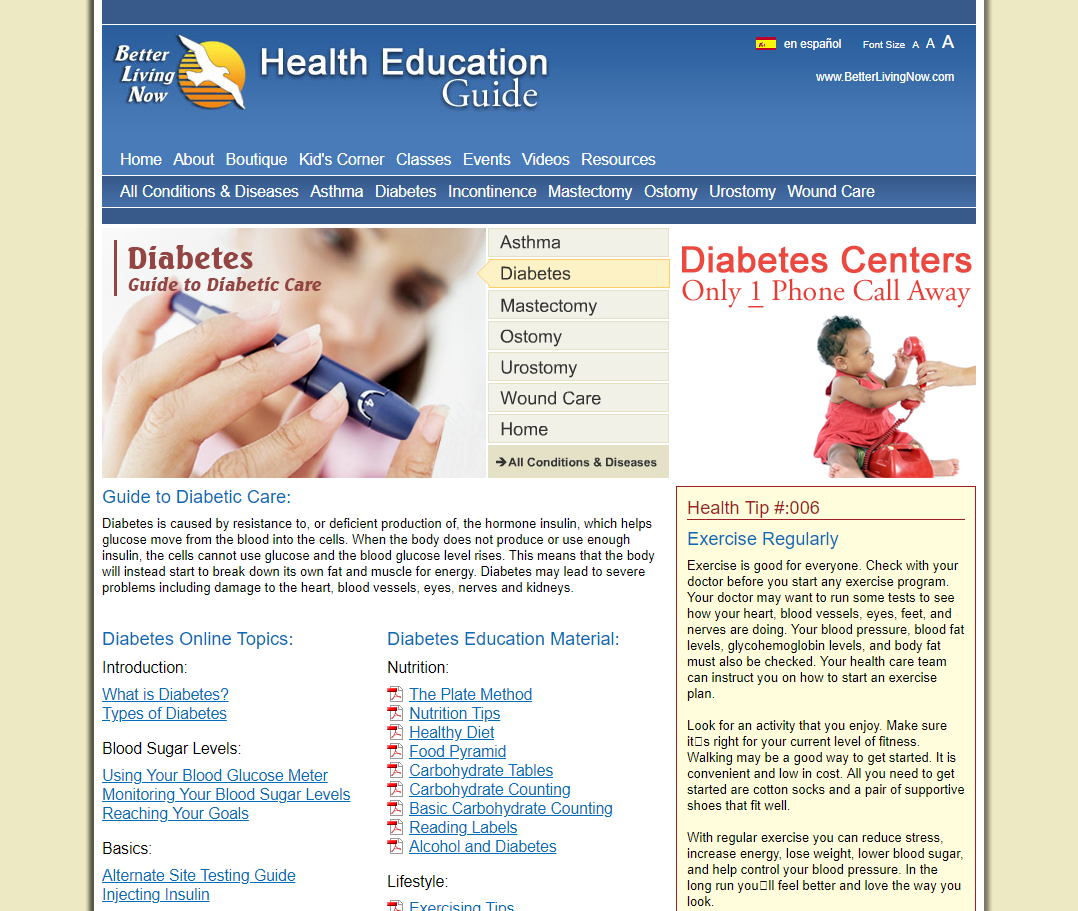 Better
Living
Now
Health Education
Guide
en español
Font Size A A A
www.BetterLivingNow.com
Home About Boutique Kid's Corner Classes Events Videos Resources
All Conditions & Diseases Asthma Diabetes Incontinence Mastectomy Ostomy Urostomy Wound Care
Diabetes
Guide to Diabetic Care
Asthma
Diabetes
Mastectomy
Ostomy
Urostomy
Wound Care
Home
➔All Conditions & Diseases
Diabetes Centers
Only 1 Phone Call Away
Guide to Diabetic Care:
Diabetes is caused by resistance to, or deficient production of, the hormone insulin, which helps
glucose move from the blood into the cells. When the body does not produce or use enough
insulin, the cells cannot use glucose and the blood glucose level rises. This means that the body
will instead start to break down its own fat and muscle for energy. Diabetes may lead to severe
problems including damage to the heart, blood vessels, eyes, nerves and kidneys.
Diabetes Online Topics:
Introduction:
What is Diabetes?
Types of Diabetes
Blood Sugar Levels:
Using Your Blood Glucose Meter
Monitoring Your Blood Sugar Levels
Reaching Your Goals
Basics:
Alternate Site Testing Guide
Injecting Insulin
Diabetes Education Material:
Nutrition:
The Plate Method
Nutrition Tips
Healthy Diet
Food Pyramid
Carbohydrate Tables
Carbohydrate Counting
Basic Carbohydrate Counting
Reading Labels
Alcohol and Diabetes
Lifestyle:
Exercising Tips
Health Tip #:006
Exercise Regularly
Exercise is good for everyone. Check with your
doctor before you start any exercise program.
Your doctor may want to run some tests to see
how your heart, blood vessels, eyes, feet, and
nerves are doing. Your blood pressure, blood fat
levels, glycohemoglobin levels, and body fat
must also be checked. Your health care team
can instruct you on how to start an exercise
plan.
Look for an activity that you enjoy. Make sure
it□s right for your current level of fitness.
Walking may be a good way to get started. It is
convenient and low in cost. All you need to get
started are cotton socks and a pair of supportive
shoes that fit well.
With regular exercise you can reduce stress,
increase energy, lose weight, lower blood sugar,
and help control your blood pressure. In the
long run you□ll feel better and love the way you
look.